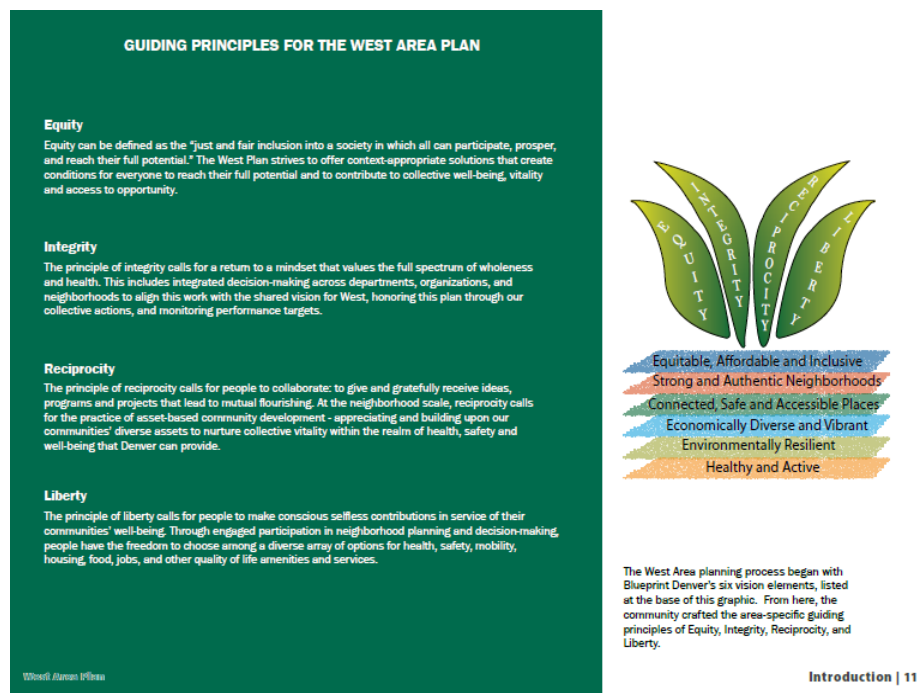 GUIDING PRINCIPLES FOR THE WEST AREA PLAN
Equity
Equity can be defined as the “just and fair inclusion into a society in which all can participate, prosper,
and reach their full potential.” The West Plan strives to offer context-appropriate solutions that create
conditions for everyone to reach their full potential and to contribute to collective well-being, vitality
and access to opportunity.
Integrity
The principle of integrity calls for a return to a mindset that values the full spectrum of wholeness
and health. This includes integrated decision-making across departments, organizations, and
neighborhoods to align this work with the shared vision for West, honoring this plan through our
collective actions, and monitoring performance targets.
Reciprocity
The principle of reciprocity calls for people to collaborate: to give and gratefully receive ideas,
programs and projects that lead to mutual flourishing. At the neighborhood scale, reciprocity calls
for the practice of asset-based community development - appreciating and building upon our
communities’ diverse assets to nurture collective vitality within the realm of health, safety and
well-being that Denver can provide.
Liberty
The principle of liberty calls for people to make conscious selfless contributions in service of their
communities’ well-being. Through engaged participation in neighborhood planning and decision-making,
people have the freedom to choose among a diverse array of options for health, safety, mobility,
housing, food, jobs, and other quality of life amenities and services.
West Area Plan
EQUITY
INTEGRITY
RECIPROCITY
LIBERTY
Equitable, Affordable and Inclusive
Strong and Authentic Neighborhoods
Connected, Safe and Accessible Places
Economically Diverse and Vibrant
Environmentally Resilient
Healthy and Active
The West Area planning process began with
Blueprint Denver's six vision elements, listed
at the base of this graphic. From here, the
community crafted the area-specific guiding
principles of Equity, Integrity, Reciprocity, and
Liberty.
Introduction | 11